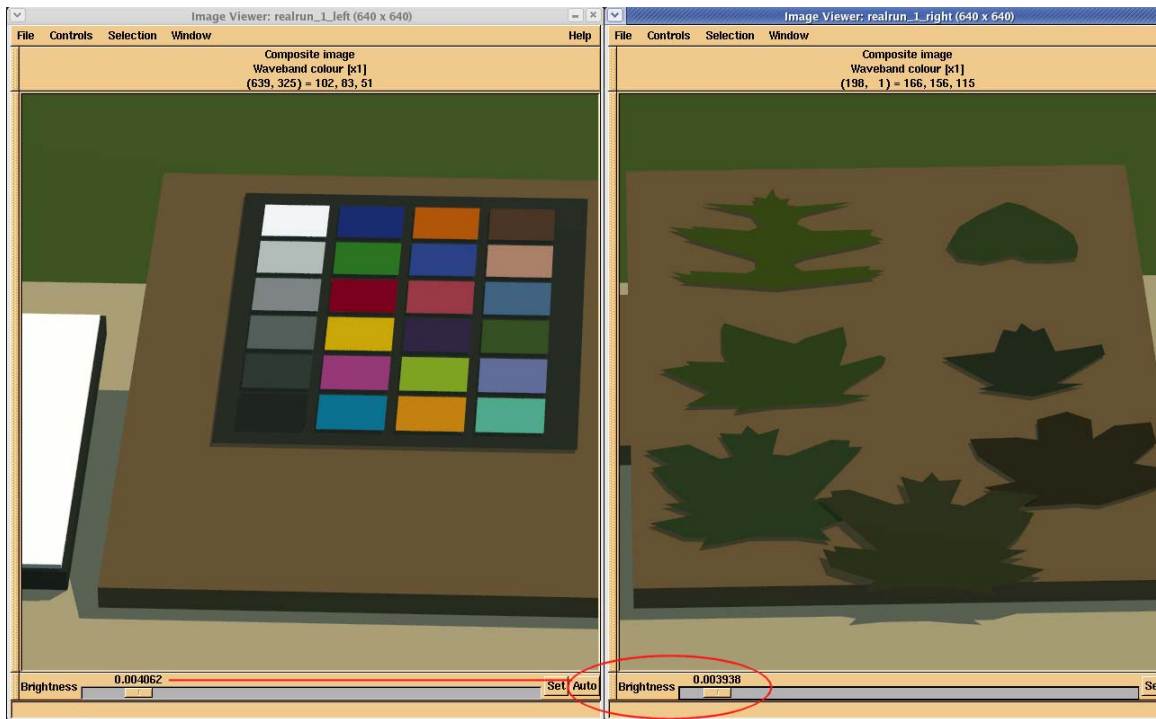 Image Viewer: realrun_1_left (640 x 640)
File Controls Selection Window Help
Composite image
Waveband colour [x1]
(639, 325) = 102, 83, 51
Brightness 0.004062 Set Auto
Image Viewer: realrun_1_right (640 x 640)
File Controls Selection Window
Composite image
Waveband colour [x1]
(198, 1) = 166, 156, 115
Brightness 0.003938 Se